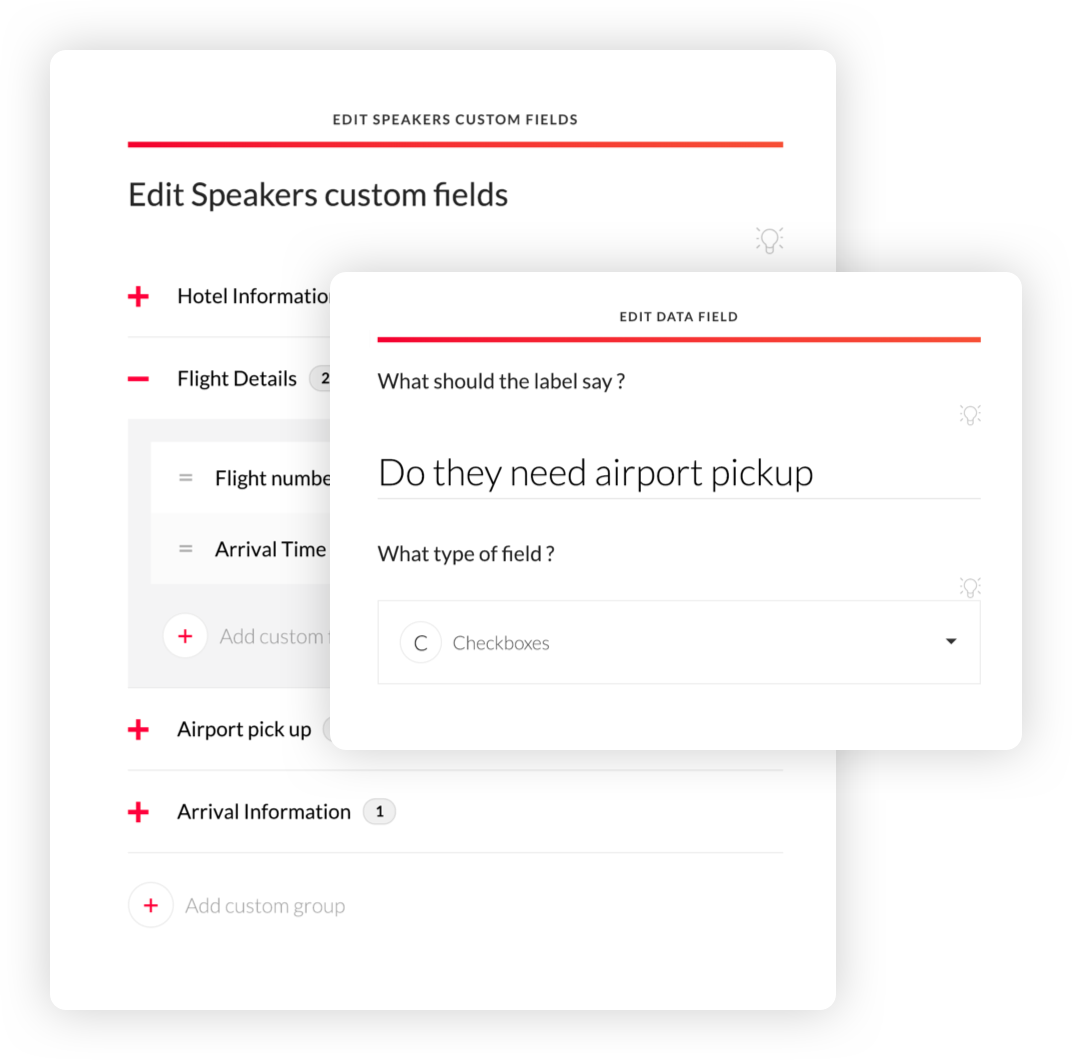 EDIT SPEAKERS CUSTOM FIELDS
Edit Speakers custom fields
Hotel Informatio
Flight Details 2
Flight numbe
Arrival Time
Add custom
Airport pick up
Arrival Information 1
Add custom group
EDIT DATA FIELD
What should the label say ?
Do they need airport pickup
What type of field ?
C Checkboxes